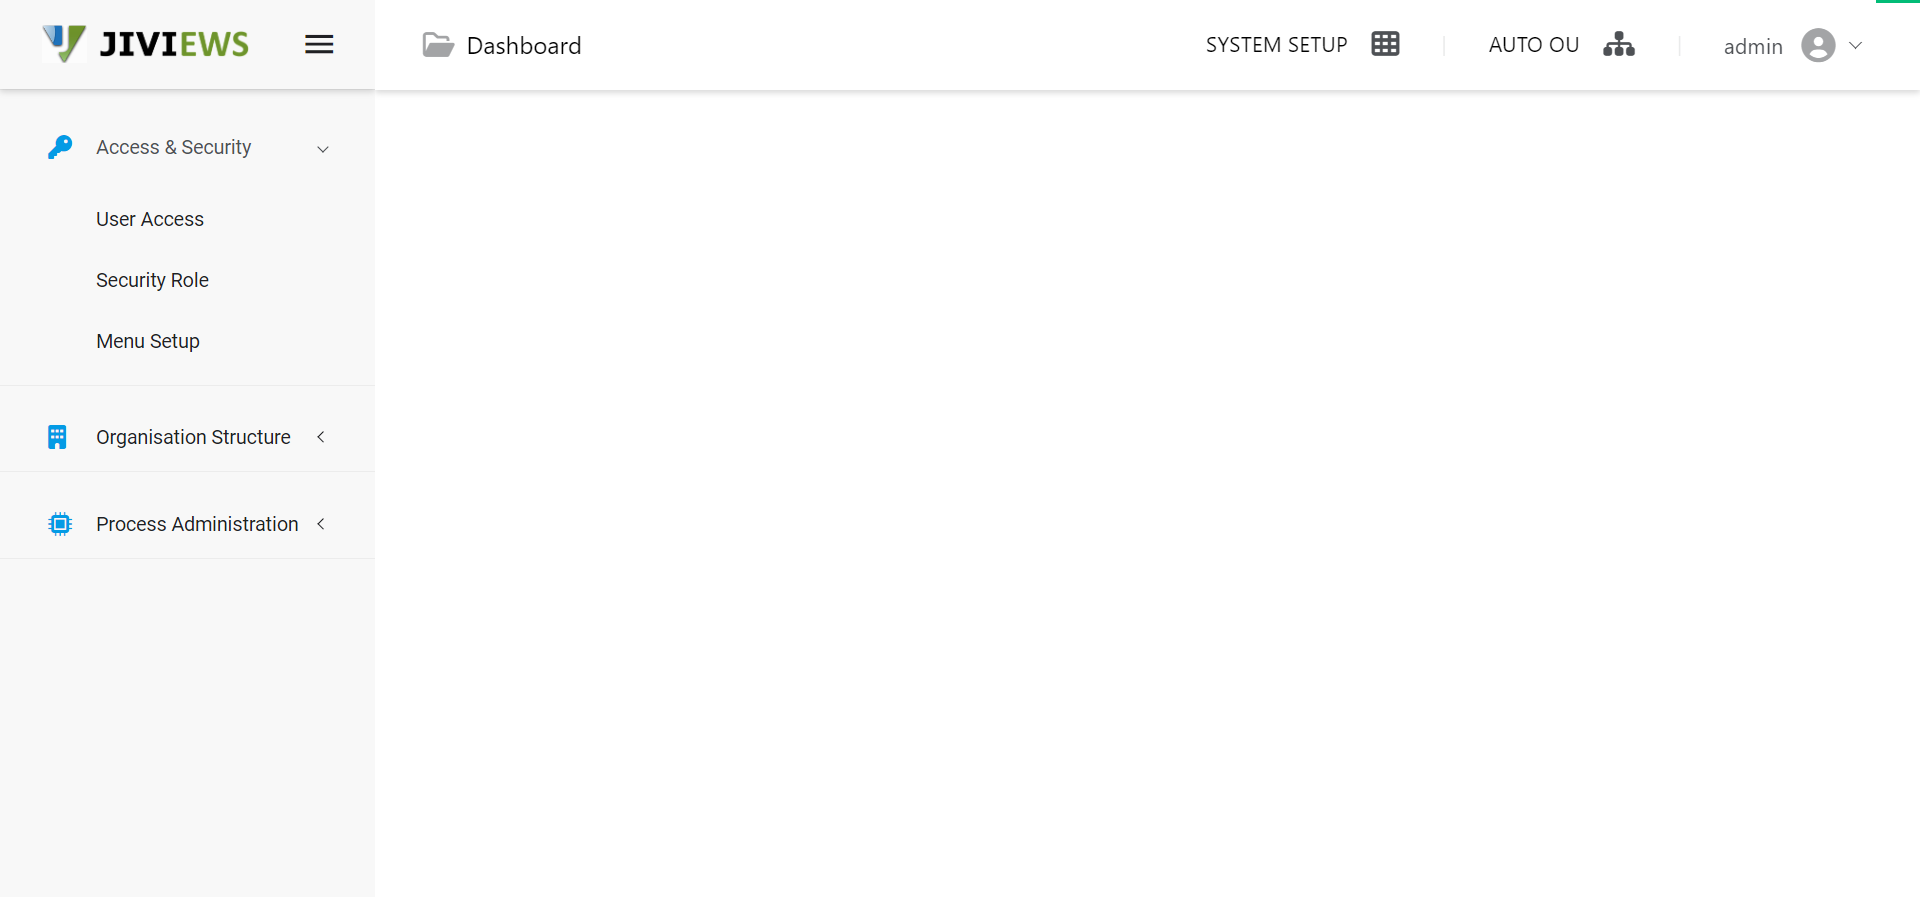 JIVIEWS
Dashboard
SYSTEM SETUP
AUTO OU
admin
Access & Security
User Access
Security Role
Menu Setup
Organisation Structure
Process Administration